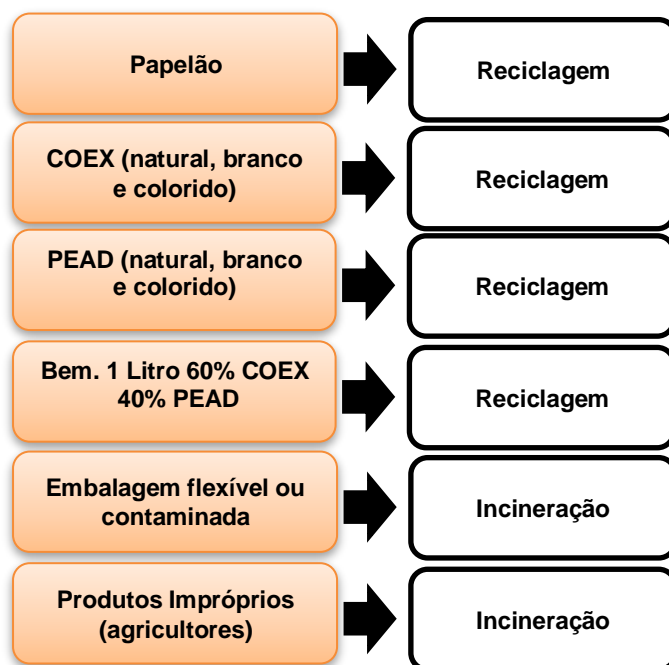 Papelão
Reciclagem
COEX (natural, branco
e colorido)
Reciclagem
PEAD (natural, branco
e colorido)
Reciclagem
Bem. 1 Litro 60% COEX
40% PEAD
Reciclagem
Embalagem flexível ou
contaminada
Incineração
Produtos Impróprios
(agricultores)
Incineração